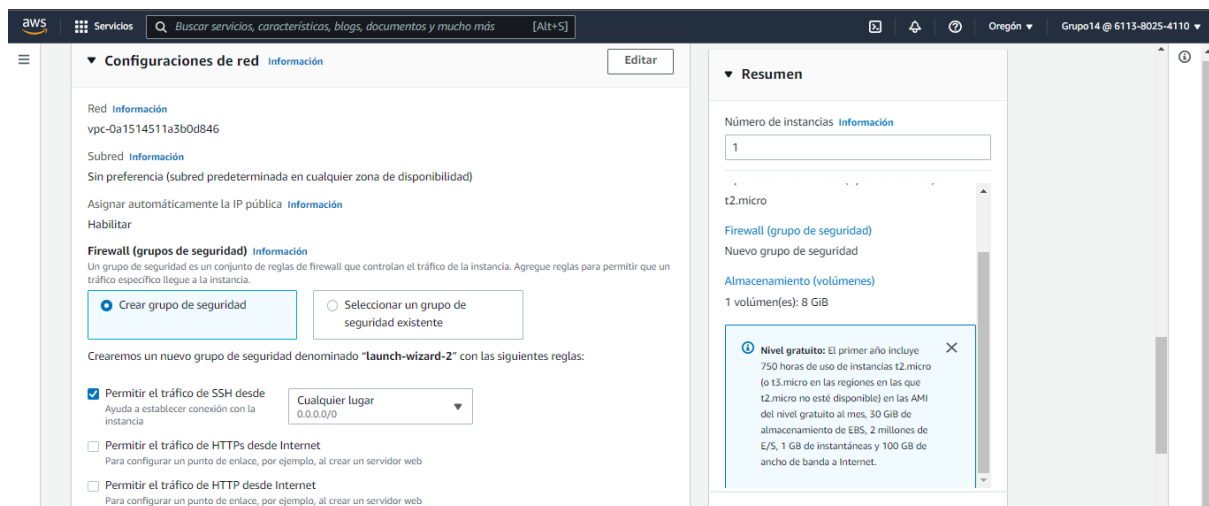 aws
Servicios
Buscar servicios, características, blogs, documentos y mucho más [Alt+S]
Oregón
Grupo14 @ 6113-8025-4110
Configuraciones de red Información
Editar
Red Información
vpc-0a1514511a3b0d846
Subred Información
Sin preferencia (subred predeterminada en cualquier zona de disponibilidad)
Asignar automáticamente la IP pública Información
Habilitar
Firewall (grupos de seguridad) Información
Un grupo de seguridad es un conjunto de reglas de firewall que controlan el tráfico de la instancia. Agregue reglas para permitir que un
tráfico específico llegue a la instancia.
Crear grupo de seguridad
Seleccionar un grupo de
seguridad existente
Crearemos un nuevo grupo de seguridad denominado "launch-wizard-2" con las siguientes reglas:
Permitir el tráfico de SSH desde
Ayuda a establecer conexión con la
instancia
Cualquier lugar
0.0.0.0/0
Permitir el tráfico de HTTPs desde Internet
Para configurar un punto de enlace, por ejemplo, al crear un servidor web
Permitir el tráfico de HTTP desde Internet
Para configurar un punto de enlace, por ejemplo, al crear un servidor web
Resumen
Número de instancias Información
1
t2.micro
Firewall (grupo de seguridad)
Nuevo grupo de seguridad
Almacenamiento (volúmenes)
1 volúmen(es): 8 GiB
Nivel gratuito: El primer año incluye
750 horas de uso de instancias t2.micro
(o t3.micro en las regiones en las que
t2.micro no esté disponible) en las AMI
del nivel gratuito al mes, 30 GiB de
almacenamiento de EBS, 2 millones de
E/S, 1 GB de instantáneas y 100 GB de
ancho de banda a Internet.